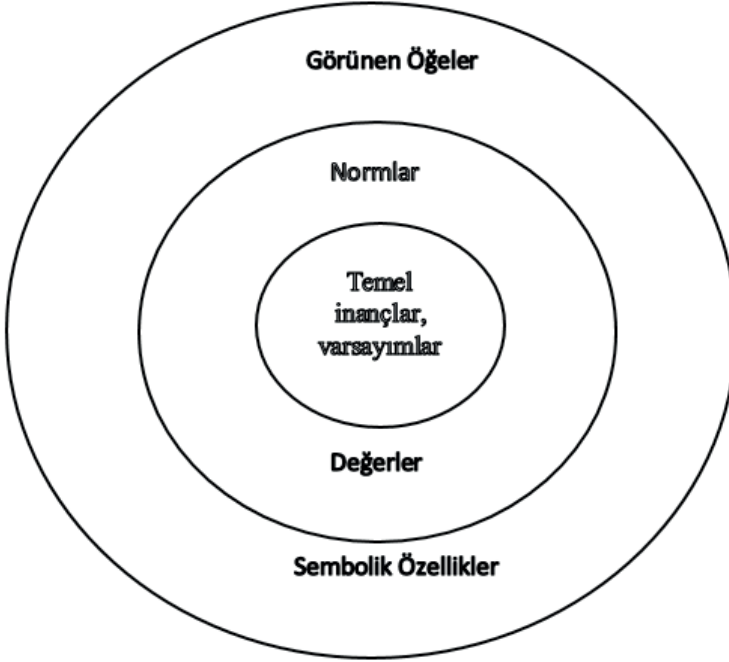 Görünen Öğeler
Normlar
Temel
inançlar,
varsayımlar
Değerler
Sembolik Özellikler